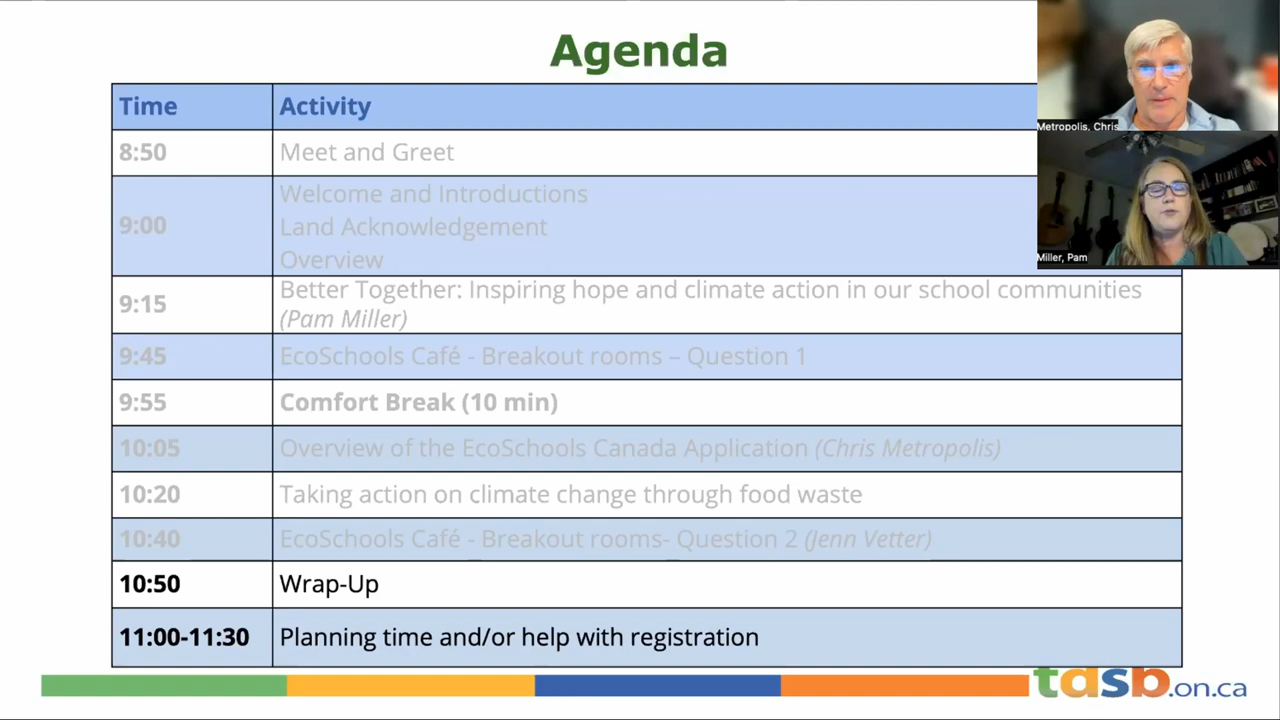 Agenda
Time Activity
8:50 Meet and Greet
9:00 Welcome and Introductions
Land Acknowledgement
Overview
9:15 Better Together: Inspiring hope and climate action in our school communities
(Pam Miller)
9:45 EcoSchools Café - Breakout rooms – Question 1
9:55 Comfort Break (10 min)
10:05 Overview of the EcoSchools Canada Application (Chris Metropolis)
10:20 Taking action on climate change through food waste
10:40 EcoSchools Café - Breakout rooms- Question 2 (Jenn Vetter)
10:50 Wrap-Up
11:00-11:30 Planning time and/or help with registration
Metropolis, Chris
Miller, Pam
tdsb.on.ca